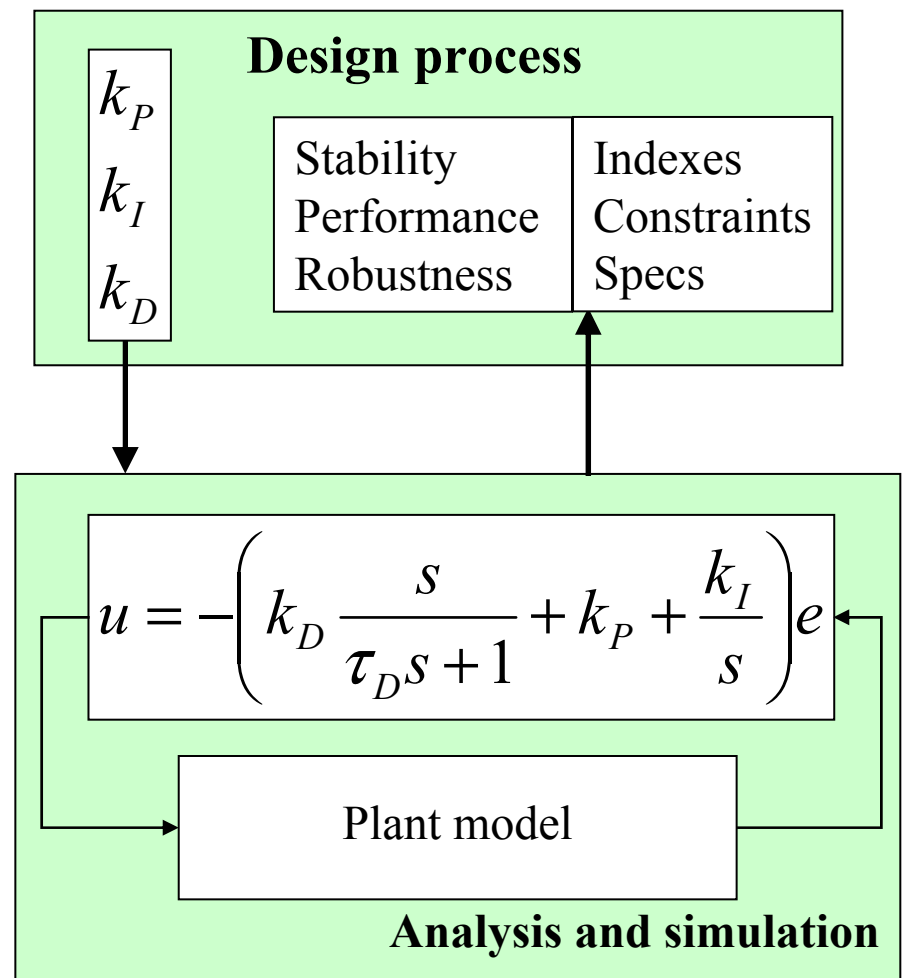 Design process
k_P
k_I
k_D
Stability
Performance
Robustness
Indexes
Constraints
Specs
u = -( k_D s/(τ_D s + 1) + k_P + k_I/s ) e
Plant model
Analysis and simulation